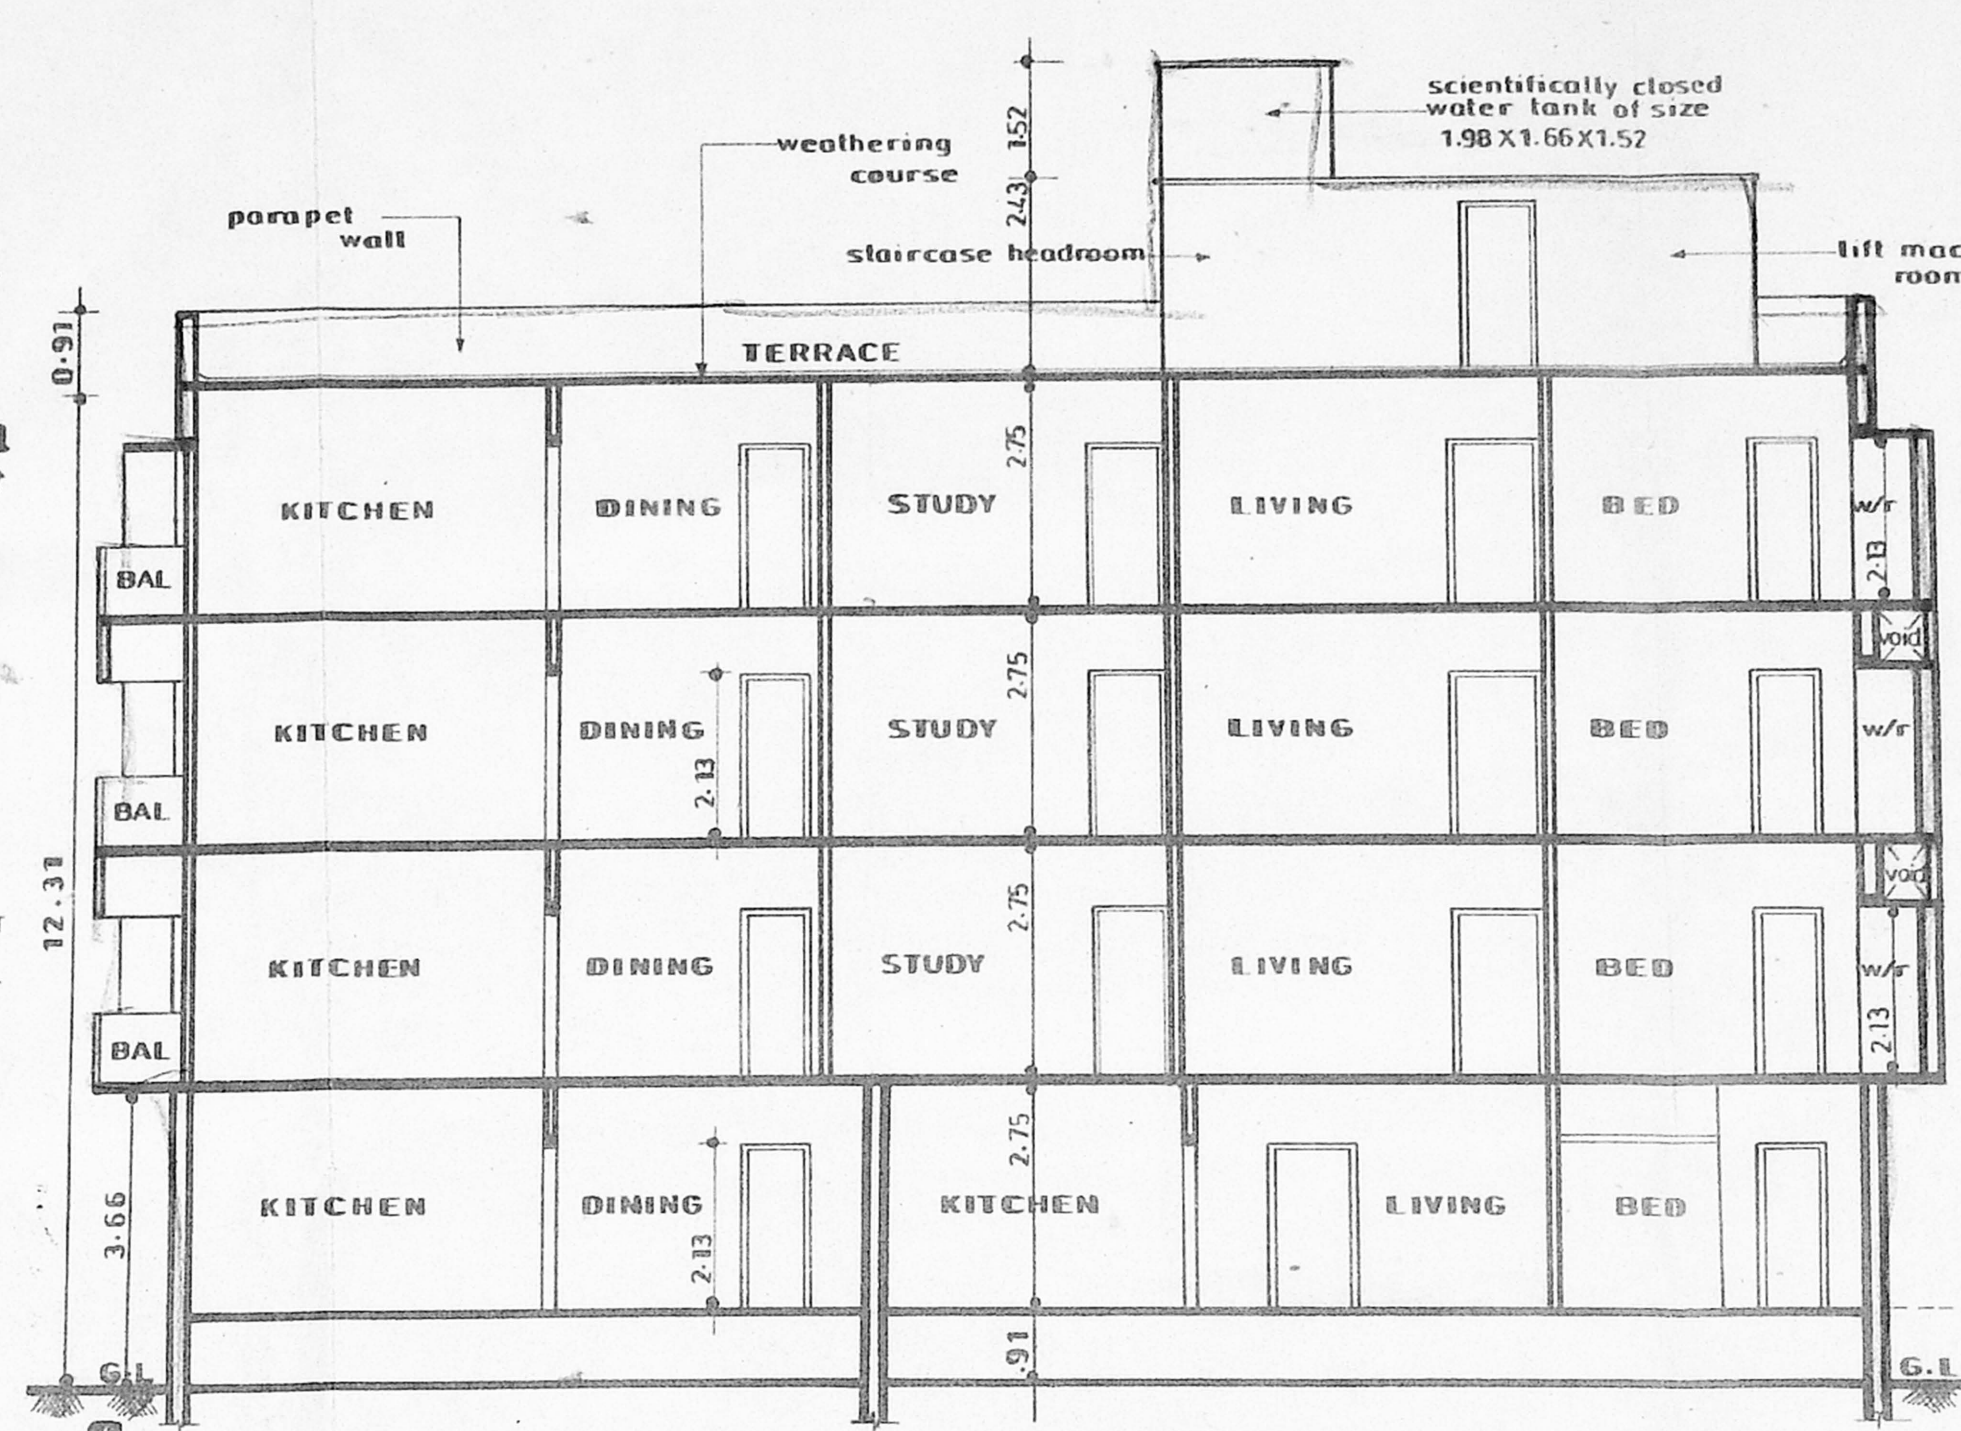 scientifically closed
water tank of size
1.98 X 1.66 X 1.52
1.52
weathering
course
2.43
parapet
wall
staircase headroom
lift
0.91
TERRACE
2.75
KITCHEN
DINING
STUDY
LIVING
BED
w/r
2.13
BAL
void
2.75
KITCHEN
DINING
STUDY
LIVING
BED
w/r
2.13
BAL
void
12.31
2.75
KITCHEN
DINING
STUDY
LIVING
BED
w/r
2.13
BAL
2.75
3.66
KITCHEN
DINING
KITCHEN
LIVING
BED
2.13
.91
G.L
G.L